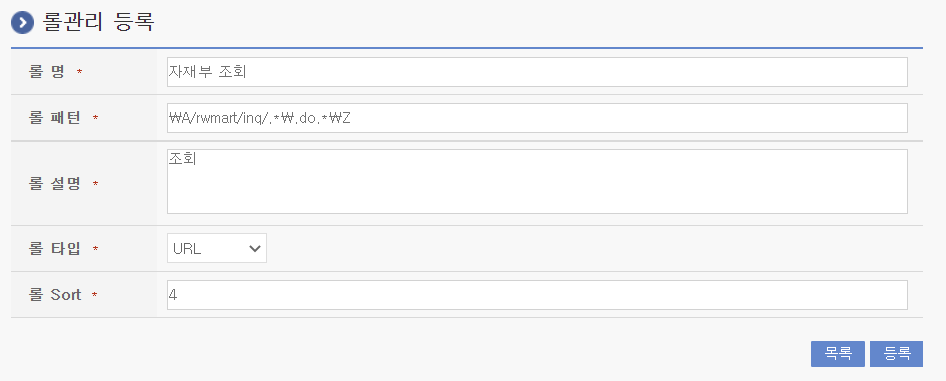 롤관리 등록
롤 명 *
자재부 조회
롤 패턴 *
₩A/rwmart/inq/.*₩.do.*₩Z
롤 설명 *
조회
롤 타입 *
URL
롤 Sort *
4
목록 등록